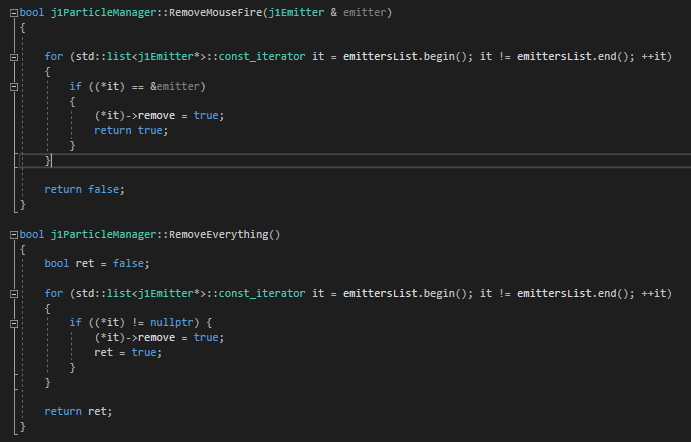 bool j1ParticleManager::RemoveMouseFire(j1Emitter & emitter)
{
for (std::list<j1Emitter*>::const_iterator it = emittersList.begin(); it != emittersList.end(); ++it)
{
if ((*it) == &emitter)
{
(*it)->remove = true;
return true;
}
}
return false;
}
bool j1ParticleManager::RemoveEverything()
{
bool ret = false;
for (std::list<j1Emitter*>::const_iterator it = emittersList.begin(); it != emittersList.end(); ++it)
{
if ((*it) != nullptr) {
(*it)->remove = true;
ret = true;
}
}
return ret;
}